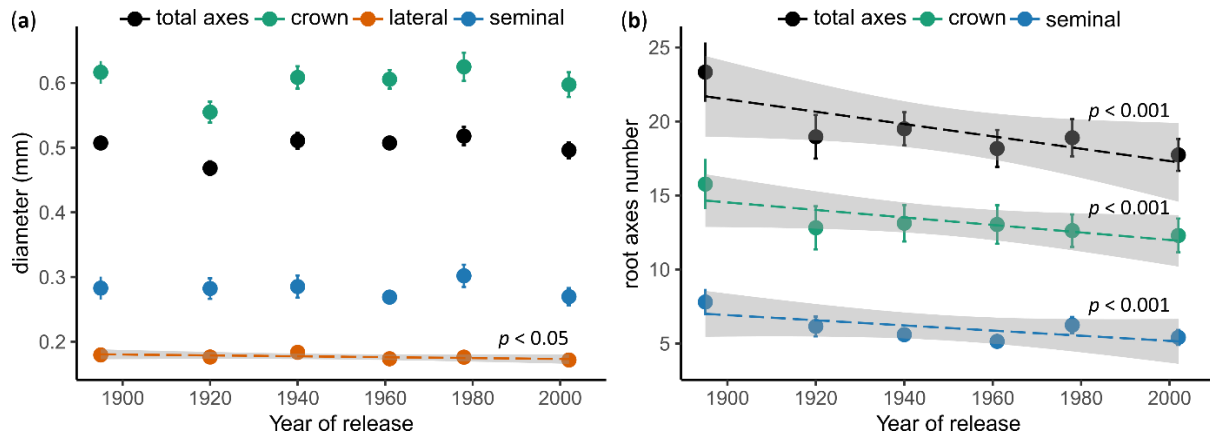 (a) total axes crown lateral seminal
0.6
0.5
0.4
0.3
0.2
diameter (mm)
p < 0.05
1900 1920 1940 1960 1980 2000
Year of release
(b) total axes crown seminal
25
20
15
10
5
root axes number
p < 0.001
p < 0.001
p < 0.001
1900 1920 1940 1960 1980 2000
Year of release